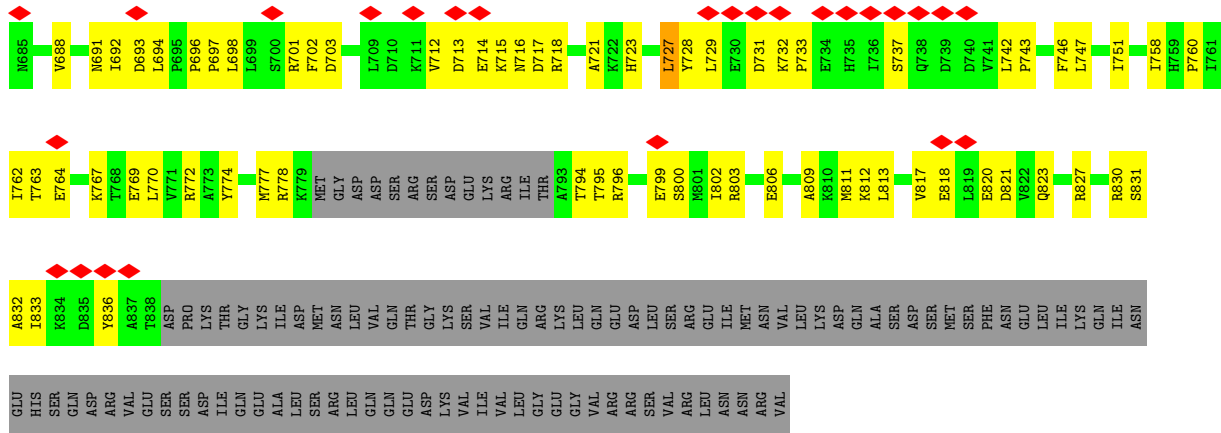 N685 V688 N691 I692 D693 L694 P695 P696 P697 L698 L699 S700 R701 F702 D703 L709 D710 K711 V712 D713 E714 K715 N716 D717 R718 A721 K722 H723 L727 Y728 L729 E730 D731 K732 P733 E734 H735 I736 S737 Q738 D739 D740 V741 L742 P743 F746 L747 I751 I758 H759 P760 I761
I762 T763 E764 K767 T768 E769 L770 V771 R772 A773 Y774 M777 R778 K779 MET GLY ASP ASP SER ARG SER ASP GLU LYS ARG ILE THR A793 T794 T795 R796 E799 S800 M801 I802 R803 E806 A809 K810 M811 K812 L813 V817 E818 L819 E820 D821 V822 Q823 R827 R830 S831
A832 I833 K834 D835 Y836 A837 T838 ASP PRO LYS THR GLY LYS ILE ASP MET ASN LEU VAL GLN THR GLY LYS SER VAL ILE GLN ARG LYS LEU GLN GLU ASP LEU SER ARG GLU ILE MET ASN VAL LEU LYS ASP GLN ALA SER ASP SER MET SER PHE ASN GLU LEU ILE LYS GLN ILE ASN
GLU HIS SER GLN ASP ARG VAL GLU SER SER ASP ILE GLN GLU ALA LEU SER ARG LEU GLN GLN GLU ASP LYS VAL ILE VAL LEU GLY GLU GLY VAL ARG ARG SER VAL ARG LEU ASN ASN ARG VAL